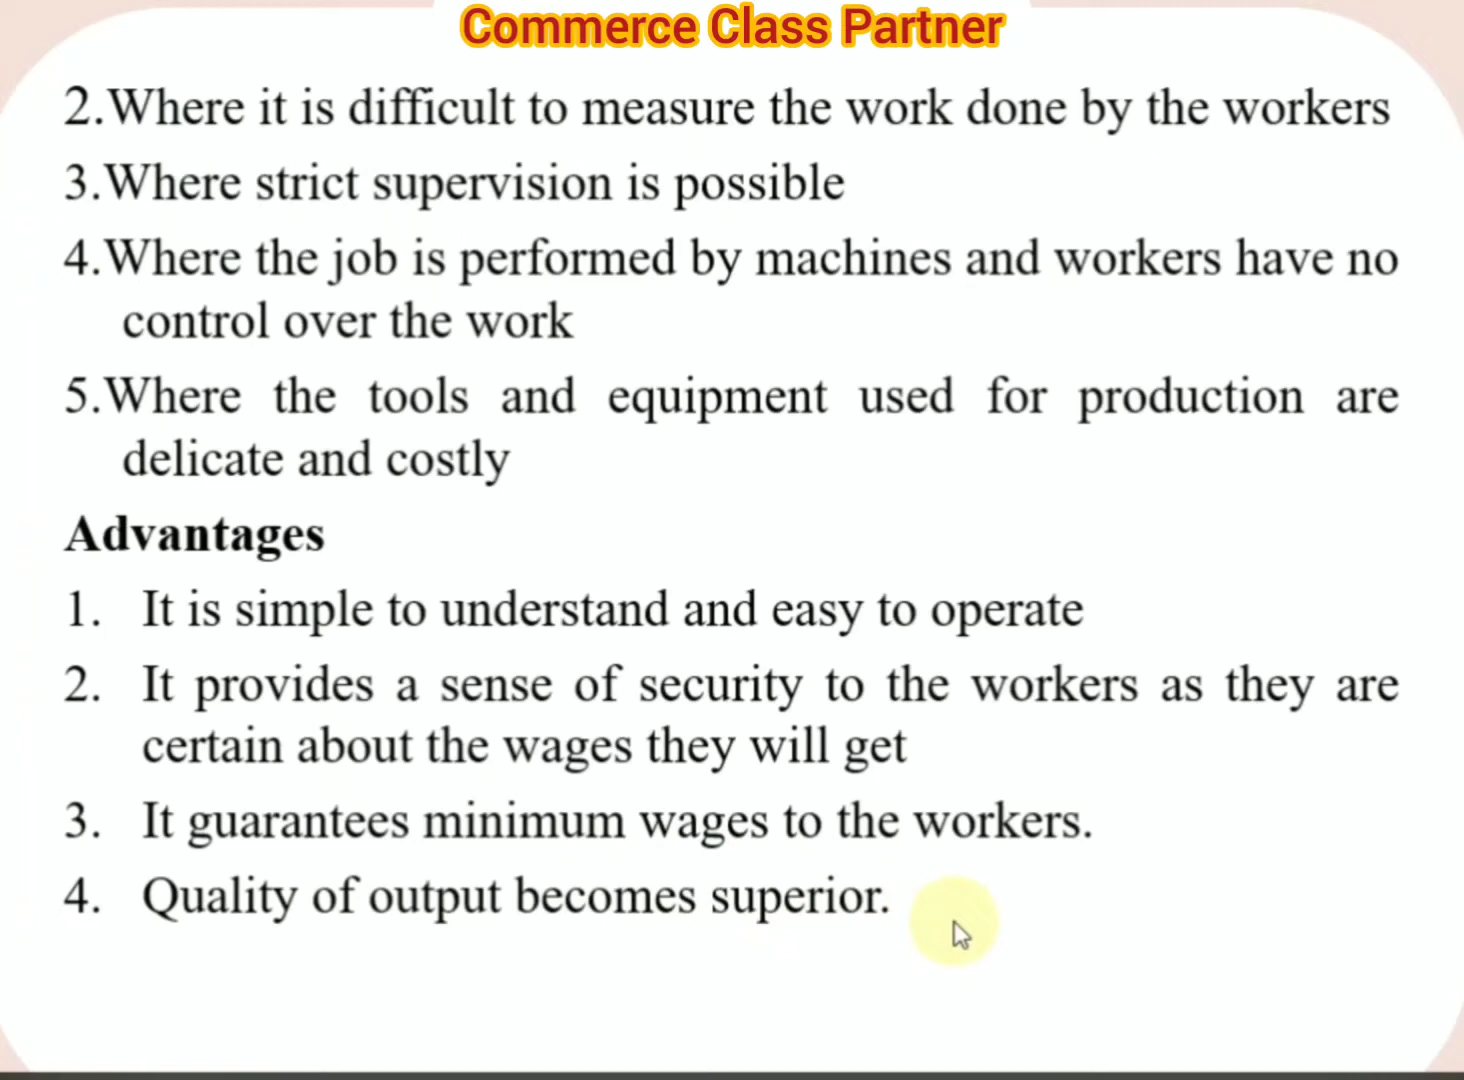 Commerce Class Partner
2.Where it is difficult to measure the work done by the workers
3.Where strict supervision is possible
4.Where the job is performed by machines and workers have no
control over the work
5.Where the tools and equipment used for production are
delicate and costly
Advantages
1. It is simple to understand and easy to operate
2. It provides a sense of security to the workers as they are
certain about the wages they will get
3. It guarantees minimum wages to the workers.
4. Quality of output becomes superior.